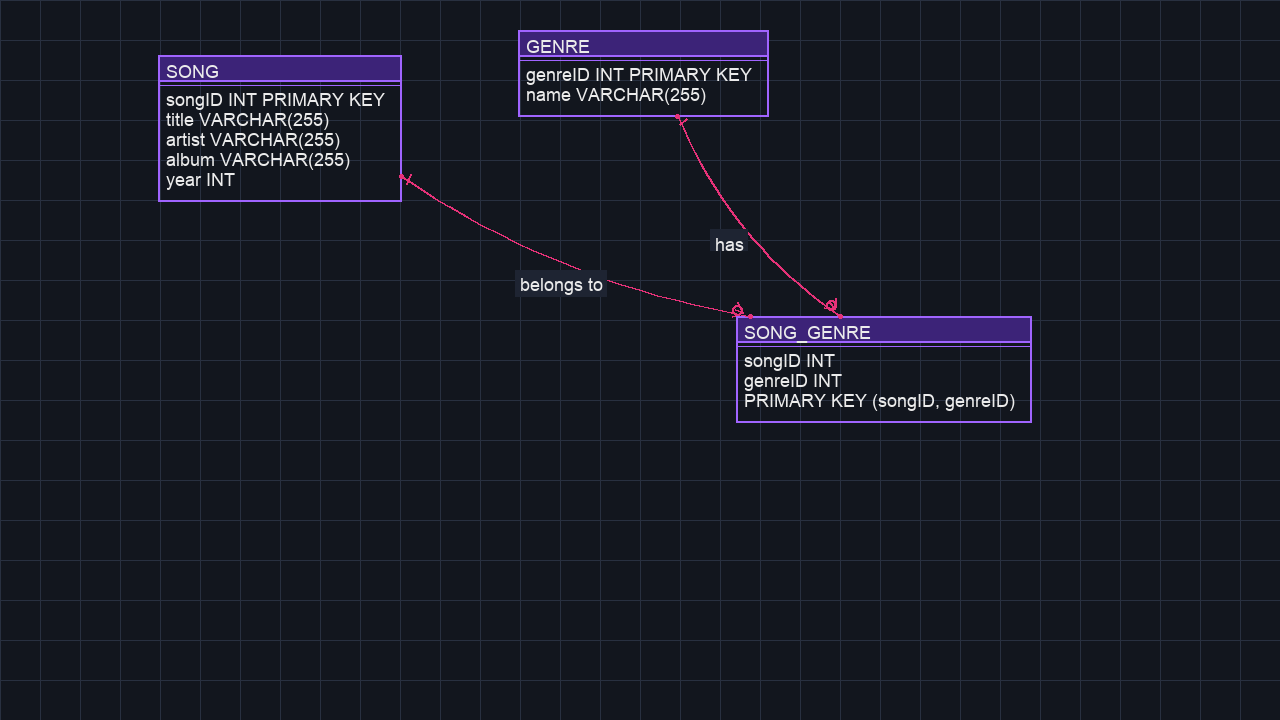 SONG
songID INT PRIMARY KEY
title VARCHAR(255)
artist VARCHAR(255)
album VARCHAR(255)
year INT
GENRE
genreID INT PRIMARY KEY
name VARCHAR(255)
has
belongs to
SONG_GENRE
songID INT
genreID INT
PRIMARY KEY (songID, genreID)